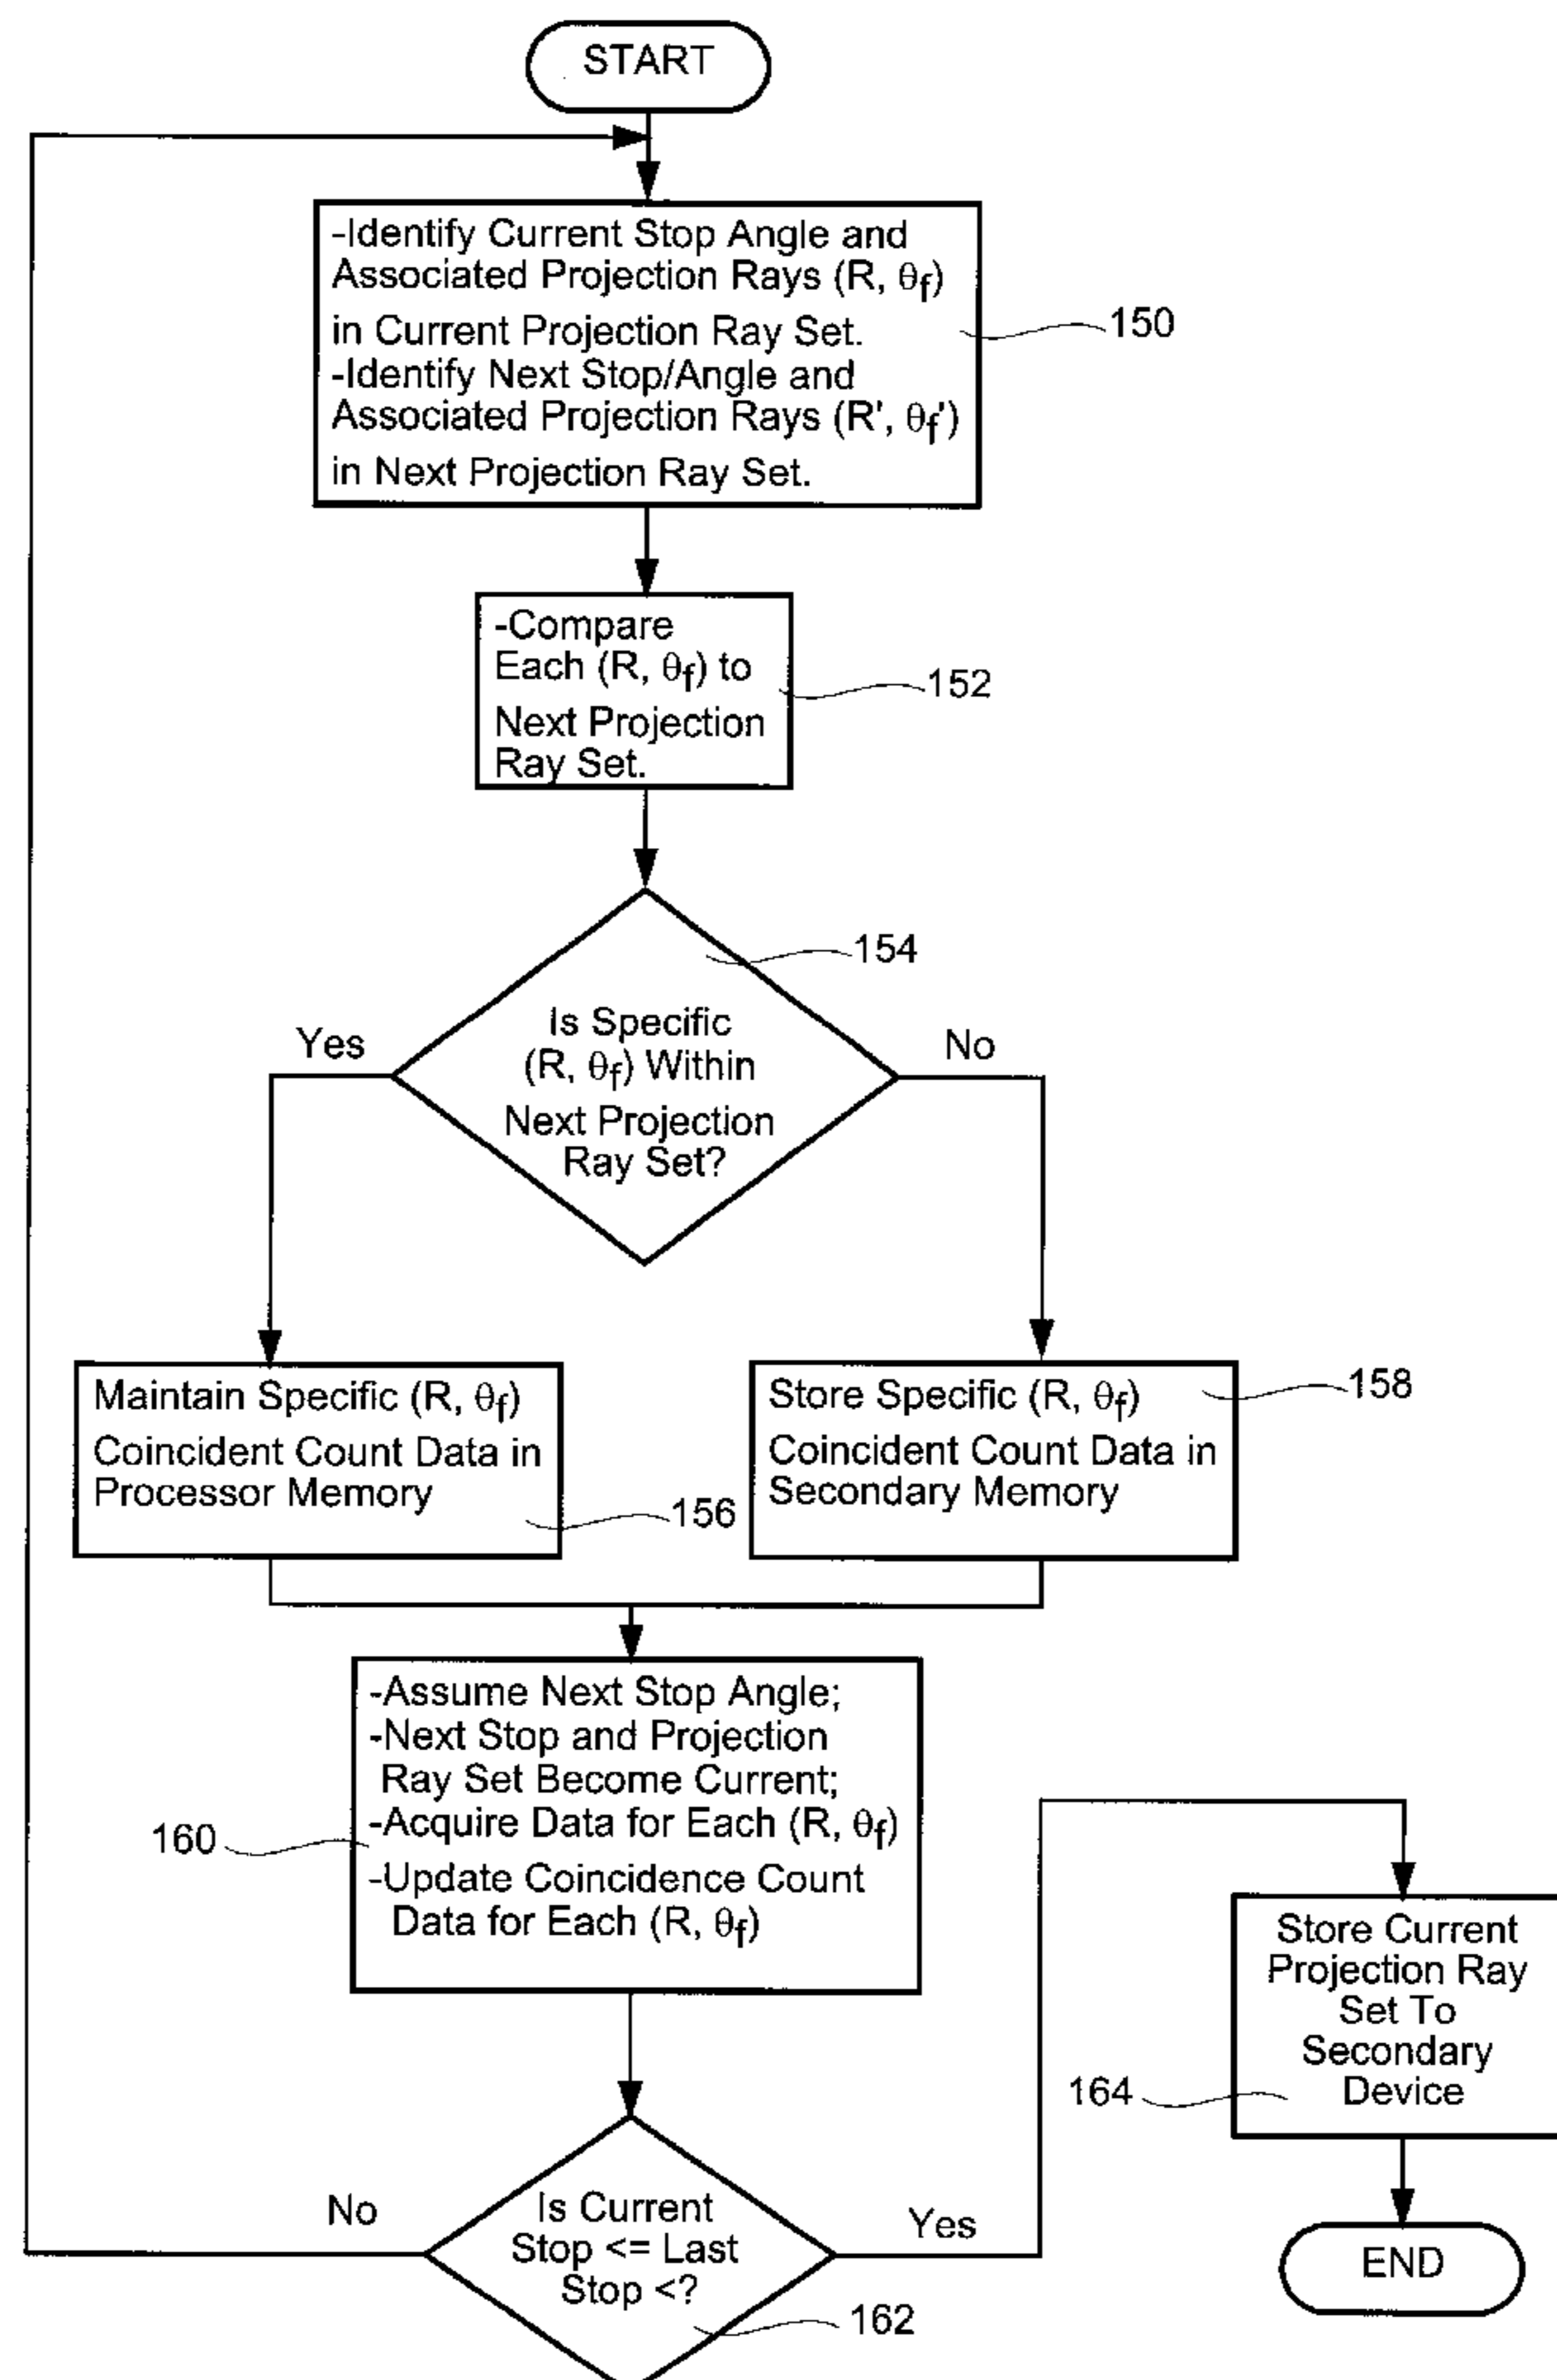 START
-Identify Current Stop Angle and
Associated Projection Rays (R, θf)
in Current Projection Ray Set.
-Identify Next Stop/Angle and
Associated Projection Rays (R', θf')
in Next Projection Ray Set.
150
-Compare
Each (R, θf) to
Next Projection
Ray Set.
152
154
Is Specific
(R, θf) Within
Next Projection
Ray Set?
Yes
No
Maintain Specific (R, θf)
Coincident Count Data in
Processor Memory
156
Store Specific (R, θf)
Coincident Count Data in
Secondary Memory
158
-Assume Next Stop Angle;
-Next Stop and Projection
Ray Set Become Current;
-Acquire Data for Each (R, θf)
-Update Coincidence Count
Data for Each (R, θf)
160
Is Current
Stop <= Last
Stop <?
No
Yes
162
Store Current
Projection Ray
Set To
Secondary
Device
164
END